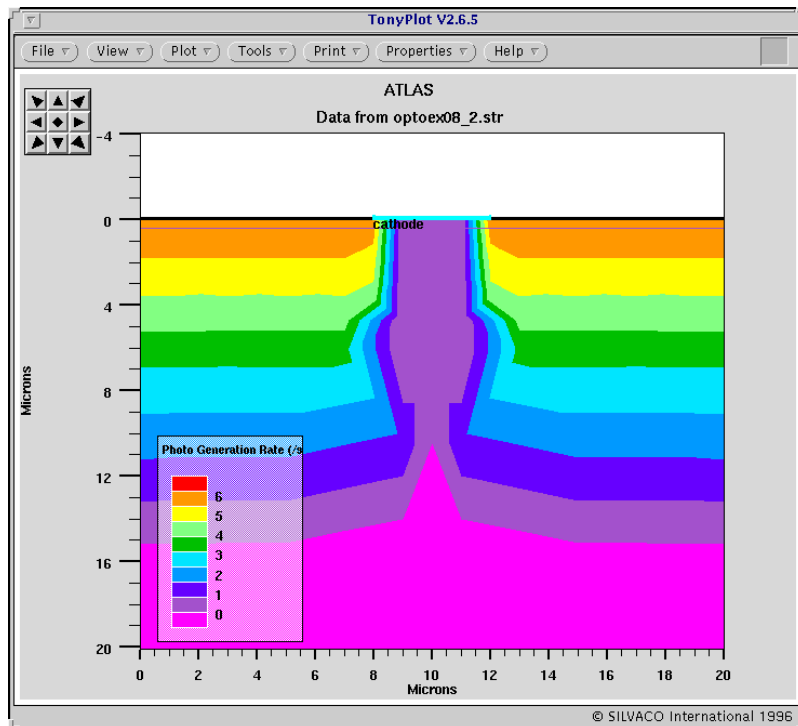 TonyPlot V2.6.5
File View Plot Tools Print Properties Help
ATLAS
Data from optoex08_2.str
-4
0
4
8
12
16
20
Microns
cathode
Photo Generation Rate (/s
6
5
4
3
2
1
0
0 2 4 6 8 10 12 14 16 18 20
Microns
© SILVACO International 1996